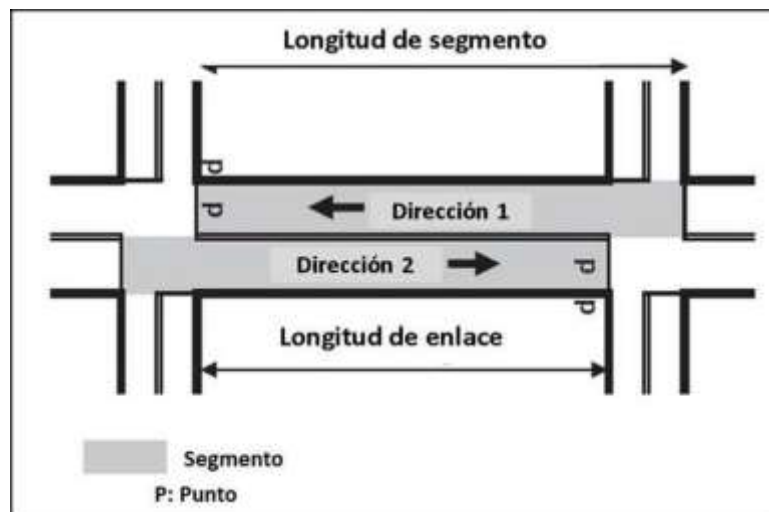 Longitud de segmento
p
p
Dirección 1
Dirección 2
p
p
Longitud de enlace
Segmento
P: Punto